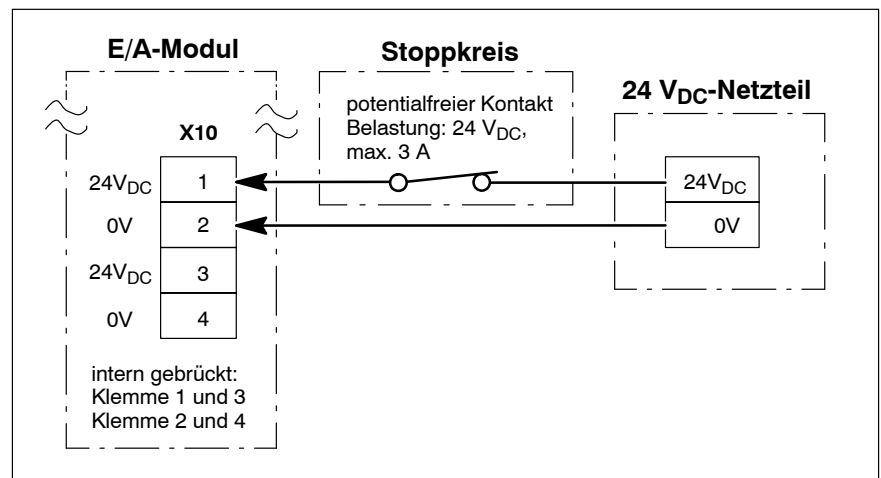 E/A-Modul
Stoppkreis
24 VDC-Netzteil
potentialfreier Kontakt
Belastung: 24 VDC,
max. 3 A
X10
24VDC 1
0V 2
24VDC 3
0V 4
24VDC
0V
intern gebrückt:
Klemme 1 und 3
Klemme 2 und 4